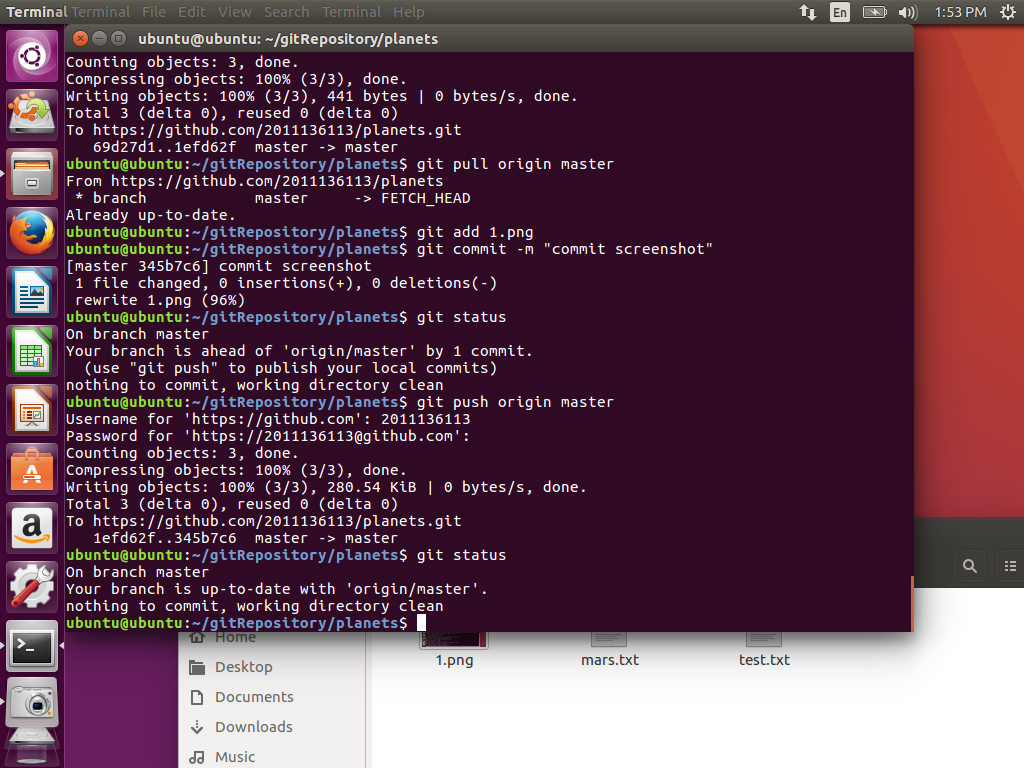 Terminal Terminal File Edit View Search Terminal Help En 1:53 PM
ubuntu@ubuntu: ~/gitRepository/planets
Counting objects: 3, done.
Compressing objects: 100% (3/3), done.
Writing objects: 100% (3/3), 441 bytes | 0 bytes/s, done.
Total 3 (delta 0), reused 0 (delta 0)
To https://github.com/2011136113/planets.git
   69d27d1..1efd62f  master -> master
ubuntu@ubuntu:~/gitRepository/planets$ git pull origin master
From https://github.com/2011136113/planets
 * branch            master     -> FETCH_HEAD
Already up-to-date.
ubuntu@ubuntu:~/gitRepository/planets$ git add 1.png
ubuntu@ubuntu:~/gitRepository/planets$ git commit -m "commit screenshot"
[master 345b7c6] commit screenshot
 1 file changed, 0 insertions(+), 0 deletions(-)
 rewrite 1.png (96%)
ubuntu@ubuntu:~/gitRepository/planets$ git status
On branch master
Your branch is ahead of 'origin/master' by 1 commit.
  (use "git push" to publish your local commits)
nothing to commit, working directory clean
ubuntu@ubuntu:~/gitRepository/planets$ git push origin master
Username for 'https://github.com': 2011136113
Password for 'https://2011136113@github.com':
Counting objects: 3, done.
Compressing objects: 100% (3/3), done.
Writing objects: 100% (3/3), 280.54 KiB | 0 bytes/s, done.
Total 3 (delta 0), reused 0 (delta 0)
To https://github.com/2011136113/planets.git
   1efd62f..345b7c6  master -> master
ubuntu@ubuntu:~/gitRepository/planets$ git status
On branch master
Your branch is up-to-date with 'origin/master'.
nothing to commit, working directory clean
ubuntu@ubuntu:~/gitRepository/planets$
Home
Desktop
Documents
Downloads
Music
1.png
mars.txt
test.txt